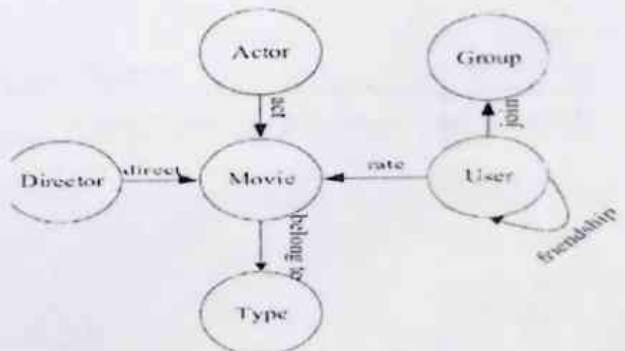 Actor
Group
act
join
Director
direct
Movie
rate
User
friendship
belong to
Type